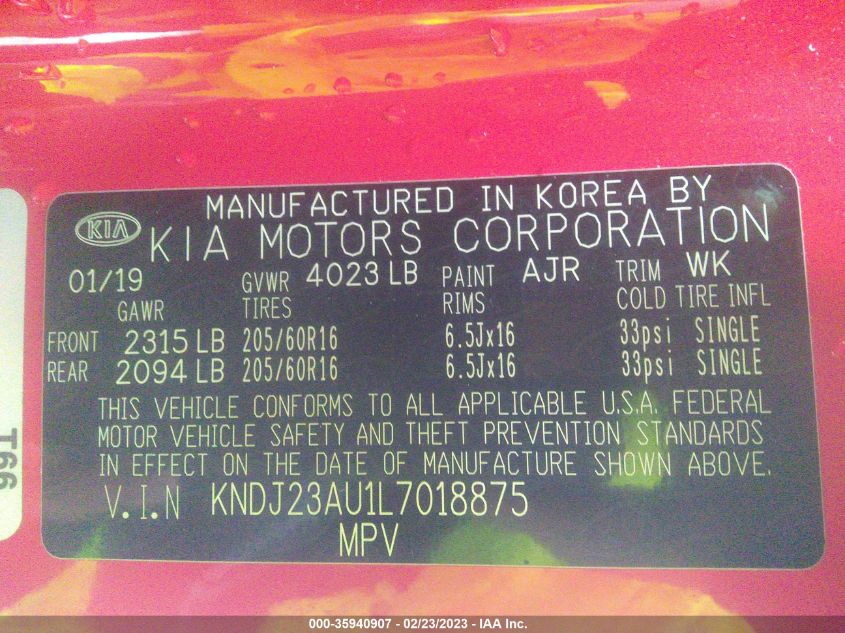 MANUFACTURED IN KOREA BY
KIA KIA MOTORS CORPORATION
01/19 GVWR 4023 LB PAINT AJR TRIM WK
GAWR TIRES RIMS COLD TIRE INFL
FRONT 2315 LB 205/60R16 6.5Jx16 33psi SINGLE
REAR 2094 LB 205/60R16 6.5Jx16 33psi SINGLE
THIS VEHICLE CONFORMS TO ALL APPLICABLE U.S.A. FEDERAL
MOTOR VEHICLE SAFETY AND THEFT PREVENTION STANDARDS
IN EFFECT ON THE DATE OF MANUFACTURE SHOWN ABOVE.
V.I.N KNDJ23AU1L7018875
MPV
T66
000-35940907 - 02/23/2023 - IAA Inc.